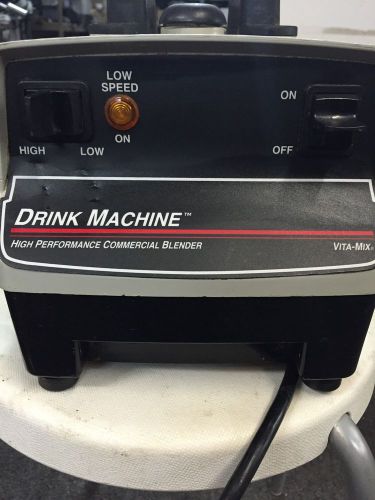 LOW
SPEED
ON
HIGH LOW
ON
OFF
DRINK MACHINE™
HIGH PERFORMANCE COMMERCIAL BLENDER VITA-MIX®